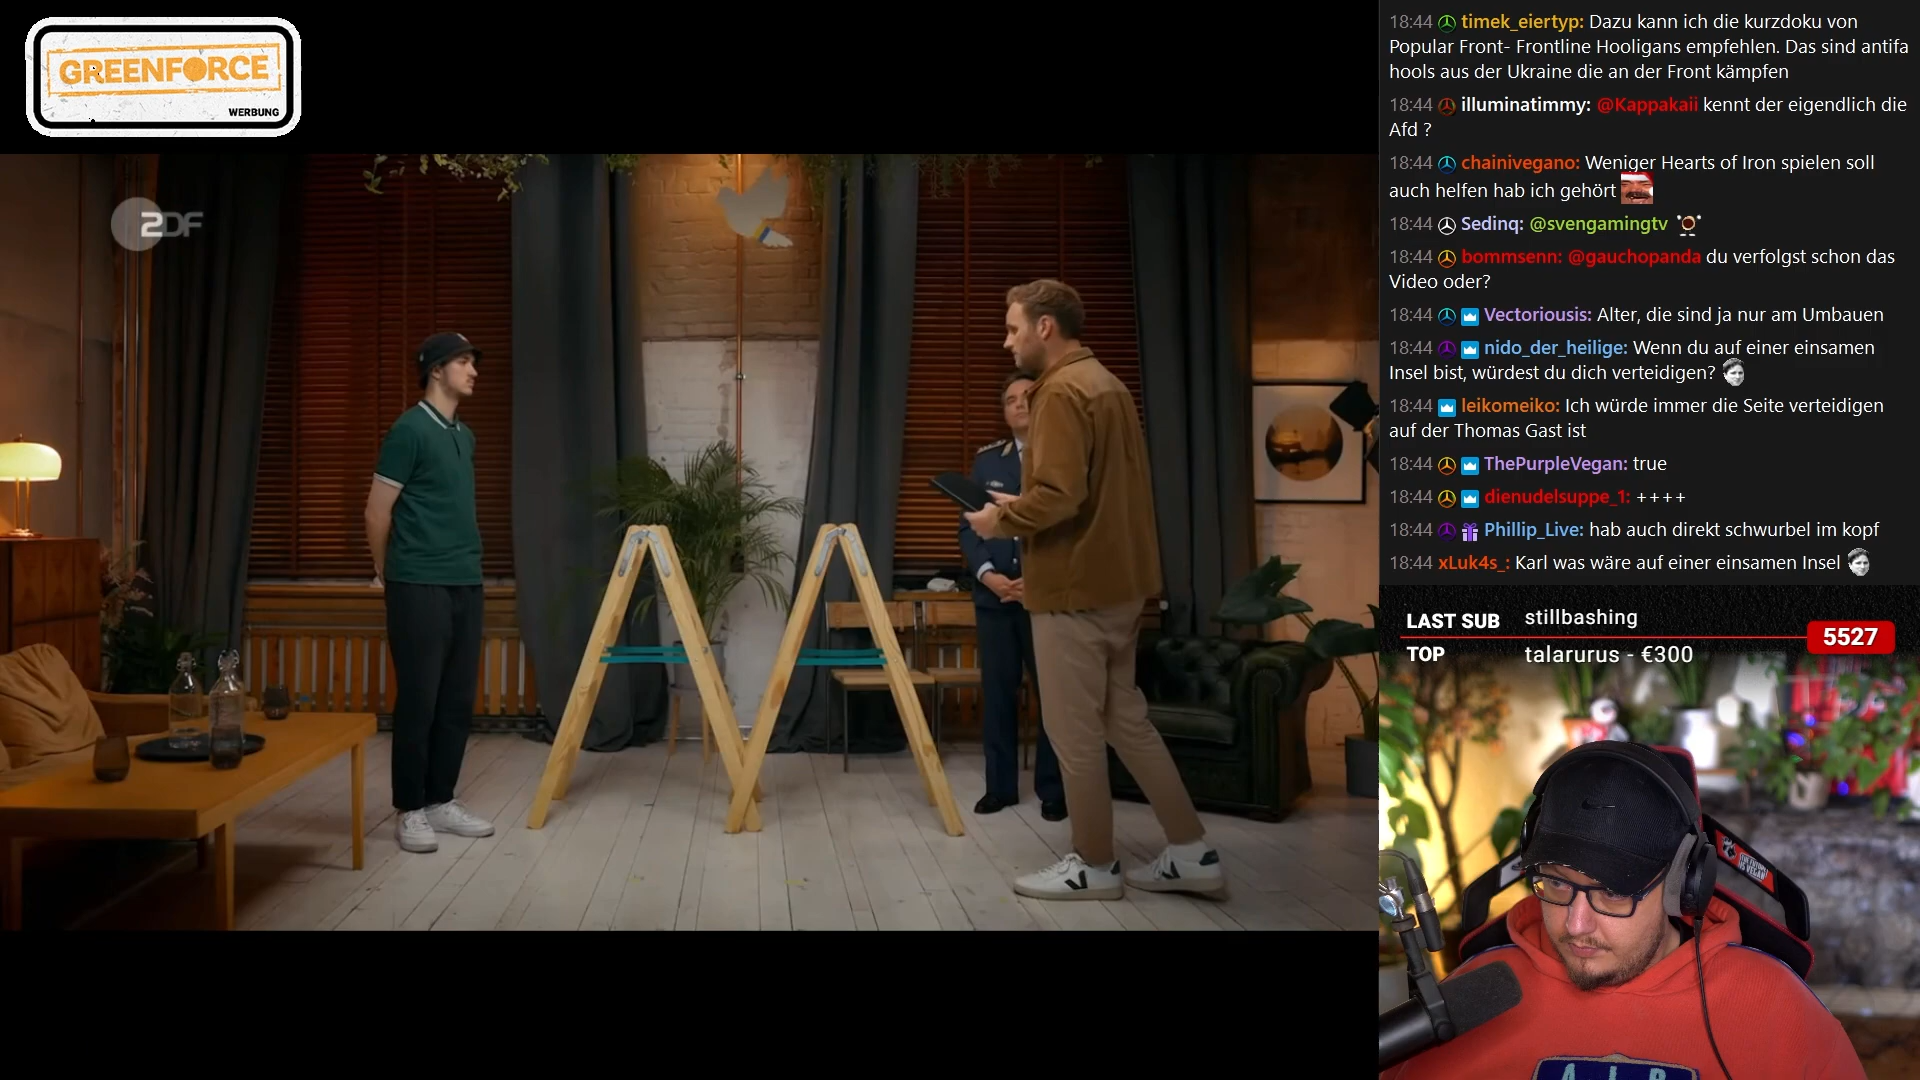 GREENFORCE
WERBUNG
2DF
18:44 timek_eiertyp: Dazu kann ich die kurzdoku von
Popular Front- Frontline Hooligans empfehlen. Das sind antifa
hools aus der Ukraine die an der Front kämpfen
18:44 illuminatimmy: @Kappakaii kennt der eigendlich die
Afd ?
18:44 chainivegano: Weniger Hearts of Iron spielen soll
auch helfen hab ich gehört
18:44 Sedinq: @svengamingtv
18:44 bommsenn: @gauchopanda du verfolgst schon das
Video oder?
18:44 Vectoriousis: Alter, die sind ja nur am Umbauen
18:44 nido_der_heilige: Wenn du auf einer einsamen
Insel bist, würdest du dich verteidigen?
18:44 leikomeiko: Ich würde immer die Seite verteidigen
auf der Thomas Gast ist
18:44 ThePurpleVegan: true
18:44 dienudelsuppe_1: ++++
18:44 Phillip_Live: hab auch direkt schwurbel im kopf
18:44 xLuk4s_: Karl was wäre auf einer einsamen Insel
LAST SUB stillbashing
5527
TOP talarurus - €300